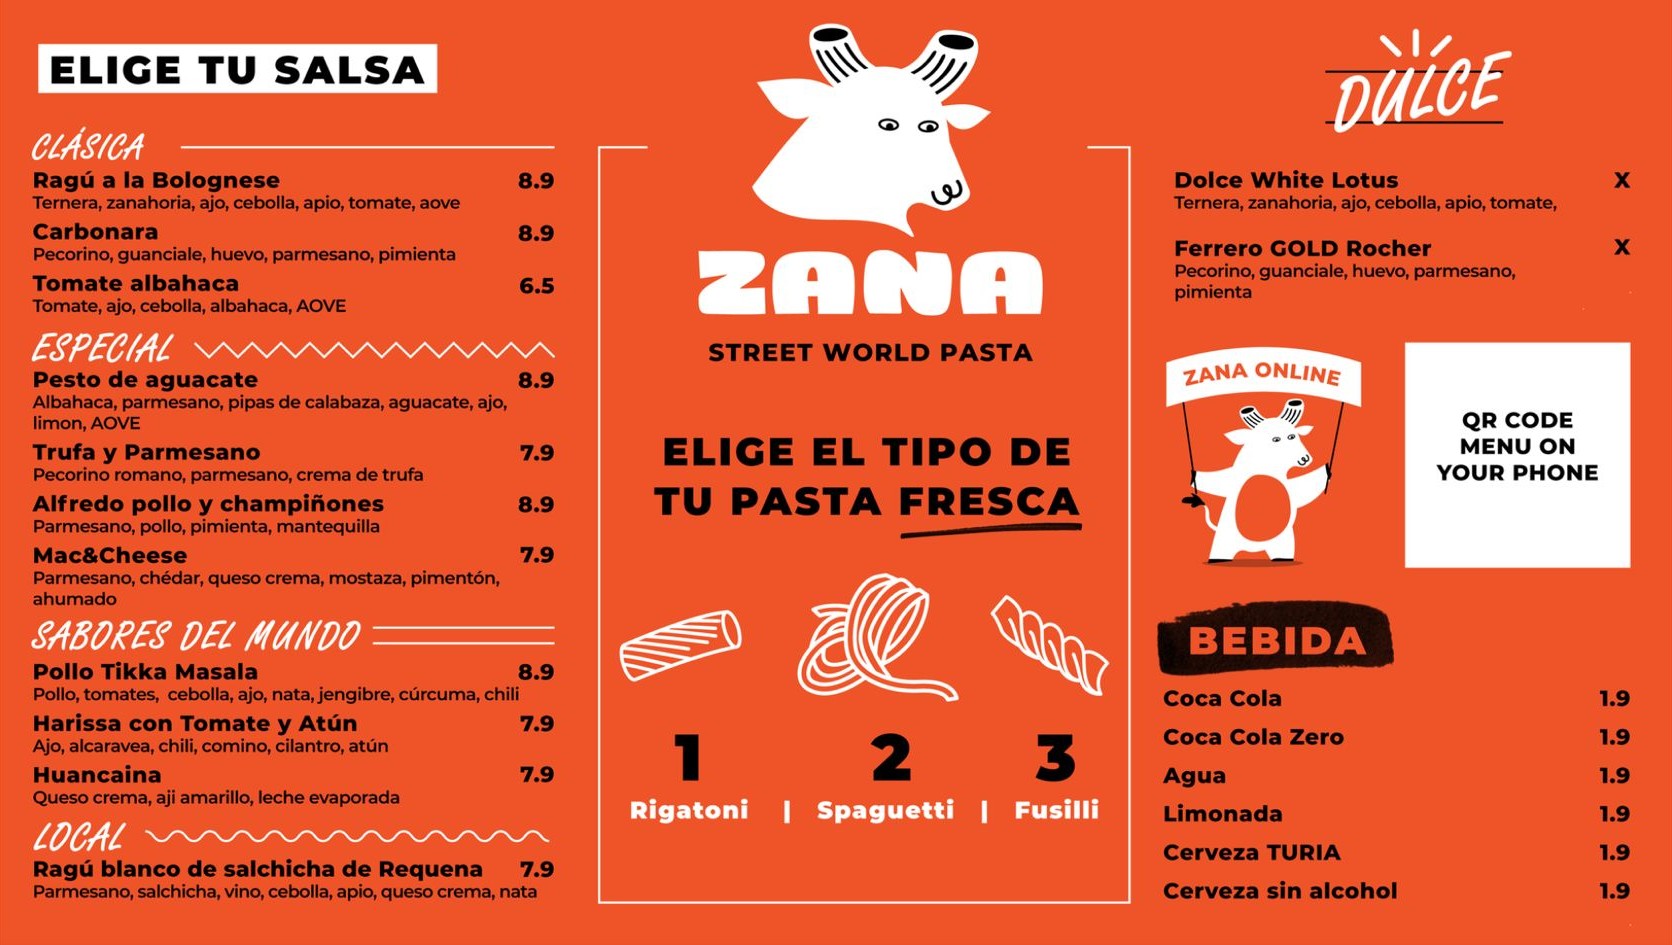 ELIGE TU SALSA
CLÁSICA
Ragú a la Bolognese 8.9
Ternera, zanahoria, ajo, cebolla, apio, tomate, aove
Carbonara 8.9
Pecorino, guanciale, huevo, parmesano, pimienta
Tomate albahaca 6.5
Tomate, ajo, cebolla, albahaca, AOVE
ESPECIAL
Pesto de aguacate 8.9
Albahaca, parmesano, pipas de calabaza, aguacate, ajo,
limon, AOVE
Trufa y Parmesano 7.9
Pecorino romano, parmesano, crema de trufa
Alfredo pollo y champiñones 8.9
Parmesano, pollo, pimienta, mantequilla
Mac&Cheese 7.9
Parmesano, chédar, queso crema, mostaza, pimentón,
ahumado
SABORES DEL MUNDO
Pollo Tikka Masala 8.9
Pollo, tomates, cebolla, ajo, nata, jengibre, cúrcuma, chili
Harissa con Tomate y Atún 7.9
Ajo, alcaravea, chili, comino, cilantro, atún
Huancaina 7.9
Queso crema, aji amarillo, leche evaporada
LOCAL
Ragú blanco de salchicha de Requena 7.9
Parmesano, salchicha, vino, cebolla, apio, queso crema, nata
ZANA
STREET WORLD PASTA
ELIGE EL TIPO DE
TU PASTA FRESCA
1 2 3
Rigatoni | Spaguetti | Fusilli
DULCE
Dolce White Lotus X
Ternera, zanahoria, ajo, cebolla, apio, tomate,
Ferrero GOLD Rocher X
Pecorino, guanciale, huevo, parmesano,
pimienta
ZANA ONLINE
QR CODE
MENU ON
YOUR PHONE
BEBIDA
Coca Cola 1.9
Coca Cola Zero 1.9
Agua 1.9
Limonada 1.9
Cerveza TURIA 1.9
Cerveza sin alcohol 1.9